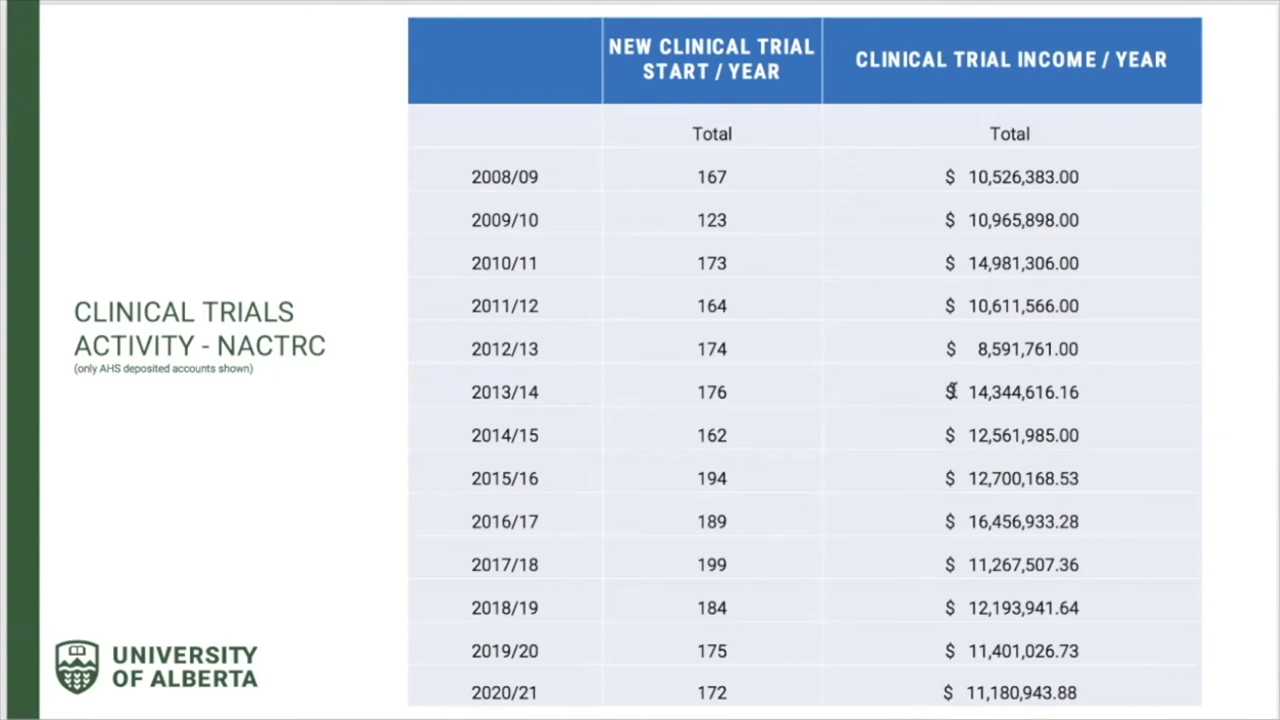 NEW CLINICAL TRIAL START / YEAR CLINICAL TRIAL INCOME / YEAR
Total Total
2008/09 167 $ 10,526,383.00
2009/10 123 $ 10,965,898.00
2010/11 173 $ 14,981,306.00
2011/12 164 $ 10,611,566.00
2012/13 174 $ 8,591,761.00
2013/14 176 $ 14,344,616.16
2014/15 162 $ 12,561,985.00
2015/16 194 $ 12,700,168.53
2016/17 189 $ 16,456,933.28
2017/18 199 $ 11,267,507.36
2018/19 184 $ 12,193,941.64
2019/20 175 $ 11,401,026.73
2020/21 172 $ 11,180,943.88
CLINICAL TRIALS
ACTIVITY - NACTRC
(only AHS deposited accounts shown)
UNIVERSITY
OF ALBERTA